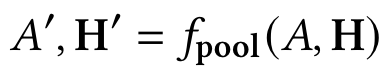 A′, H′ = f_pool(A, H)